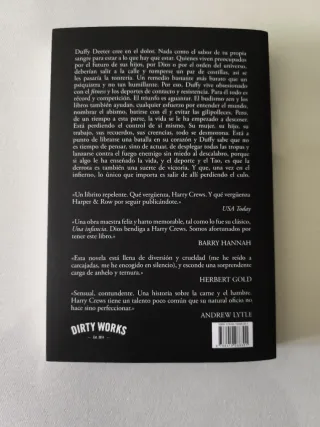 Duffy Deeter cree en el dolor. Nada como el sabor de tu propia
sangre para estar a lo que hay que estar. Quienes viven preocupados
por el futuro de sus hijos, por Dios o por el orden del universo,
deberían salir a la calle y romperse un par de costillas, así se
les pasaría la tontería. Un remedio bastante más barato que un
psiquiatra y no tan humillante. Por eso, Duffy vive obsesionado
con el fitness y los deportes de contacto y resistencia. Para él todo es
récord y competición. El triunfo es aguantar. El budismo zen y los
libros también ayudan, cualquier esfuerzo por entender el mundo,
nombrar el abismo, bueno con el fin de evitar las gilipolleces. Pero,
de un tiempo a esta parte, la vida se le ha empezado a desmoronar.
Está perdiendo el control de sí mismo. Su mujer, su hijo, su
trabajo, sus recuerdos, sus creencias, todo se desmorona. Está a
punto de librarse una batalla en su corazón y Duffy sabe que no
es tiempo de pensar, sino de actuar, de desplegar todas las tropas y
lanzarse contra el fuego enemigo sin miedo al descalabro, porque
si algo le ha enseñado la vida, y el deporte y el Tao, es que la
derrota es también una suerte de victoria. Y que, una vez en el
infierno, lo único que importa es salir de allí perdiendo el culo.
«Un librito repelente. Qué vergüenza, Harry Crews. Y qué vergüenza
Harper & Row por seguir publicándote.»
USA Today
«Una obra maestra feliz y harto memorable, tal como lo fue su clásico,
Una infancia. Dios bendiga a Harry Crews. Somos afortunados por
tener este libro.»
BARRY HANNAH
«Esta novela está llena de diversión y crueldad (me he reído a
carcajadas, me he encogido en silencio), y esconde una sorprendente
carga de anhelo y ternura.»
HERBERT GOLD
«Sensual, contundente. Una historia sobre la carne y el hambre.
Harry Crews tiene un talento poco común que su natural oficio no
hace sino perfeccionar.»
ANDREW LYTLE
DIRTY WORKS